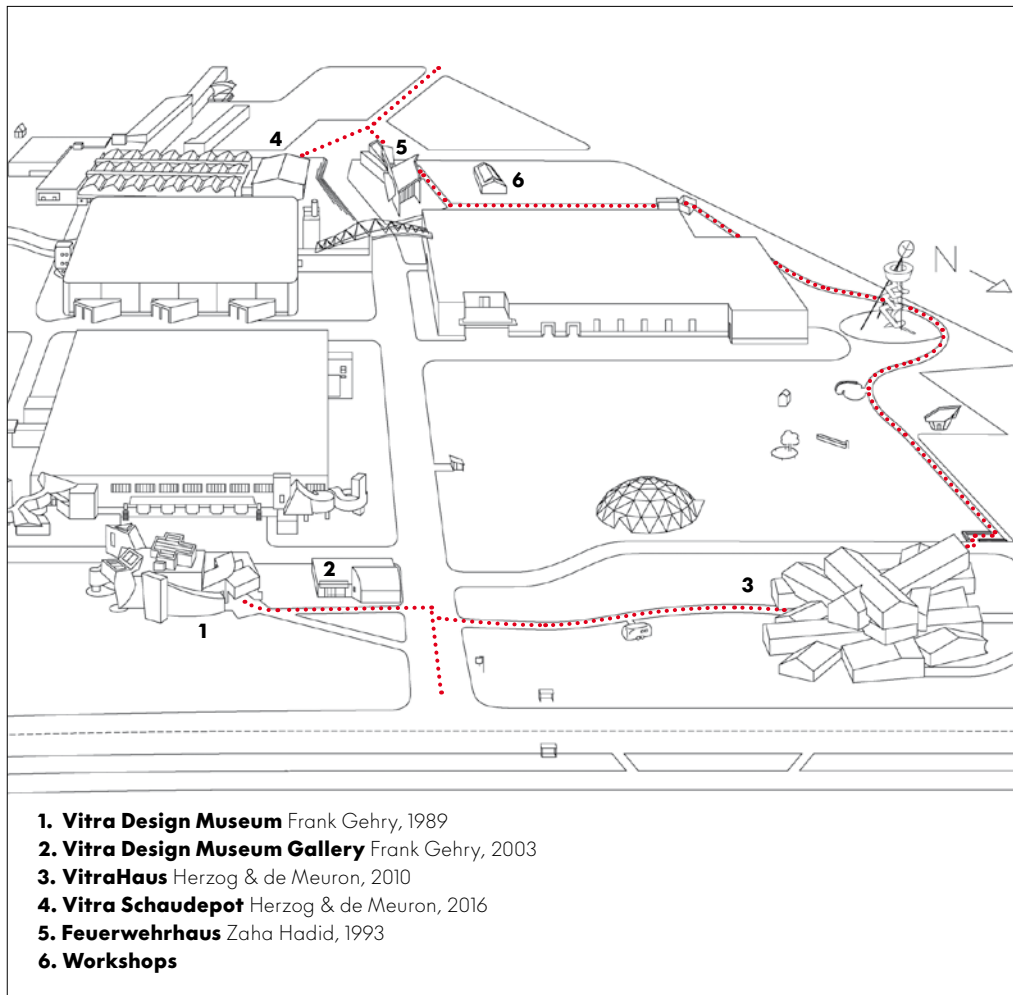 4
5
6
N
2
3
1
1. Vitra Design Museum Frank Gehry, 1989
2. Vitra Design Museum Gallery Frank Gehry, 2003
3. VitraHaus Herzog & de Meuron, 2010
4. Vitra Schaudepot Herzog & de Meuron, 2016
5. Feuerwehrhaus Zaha Hadid, 1993
6. Workshops